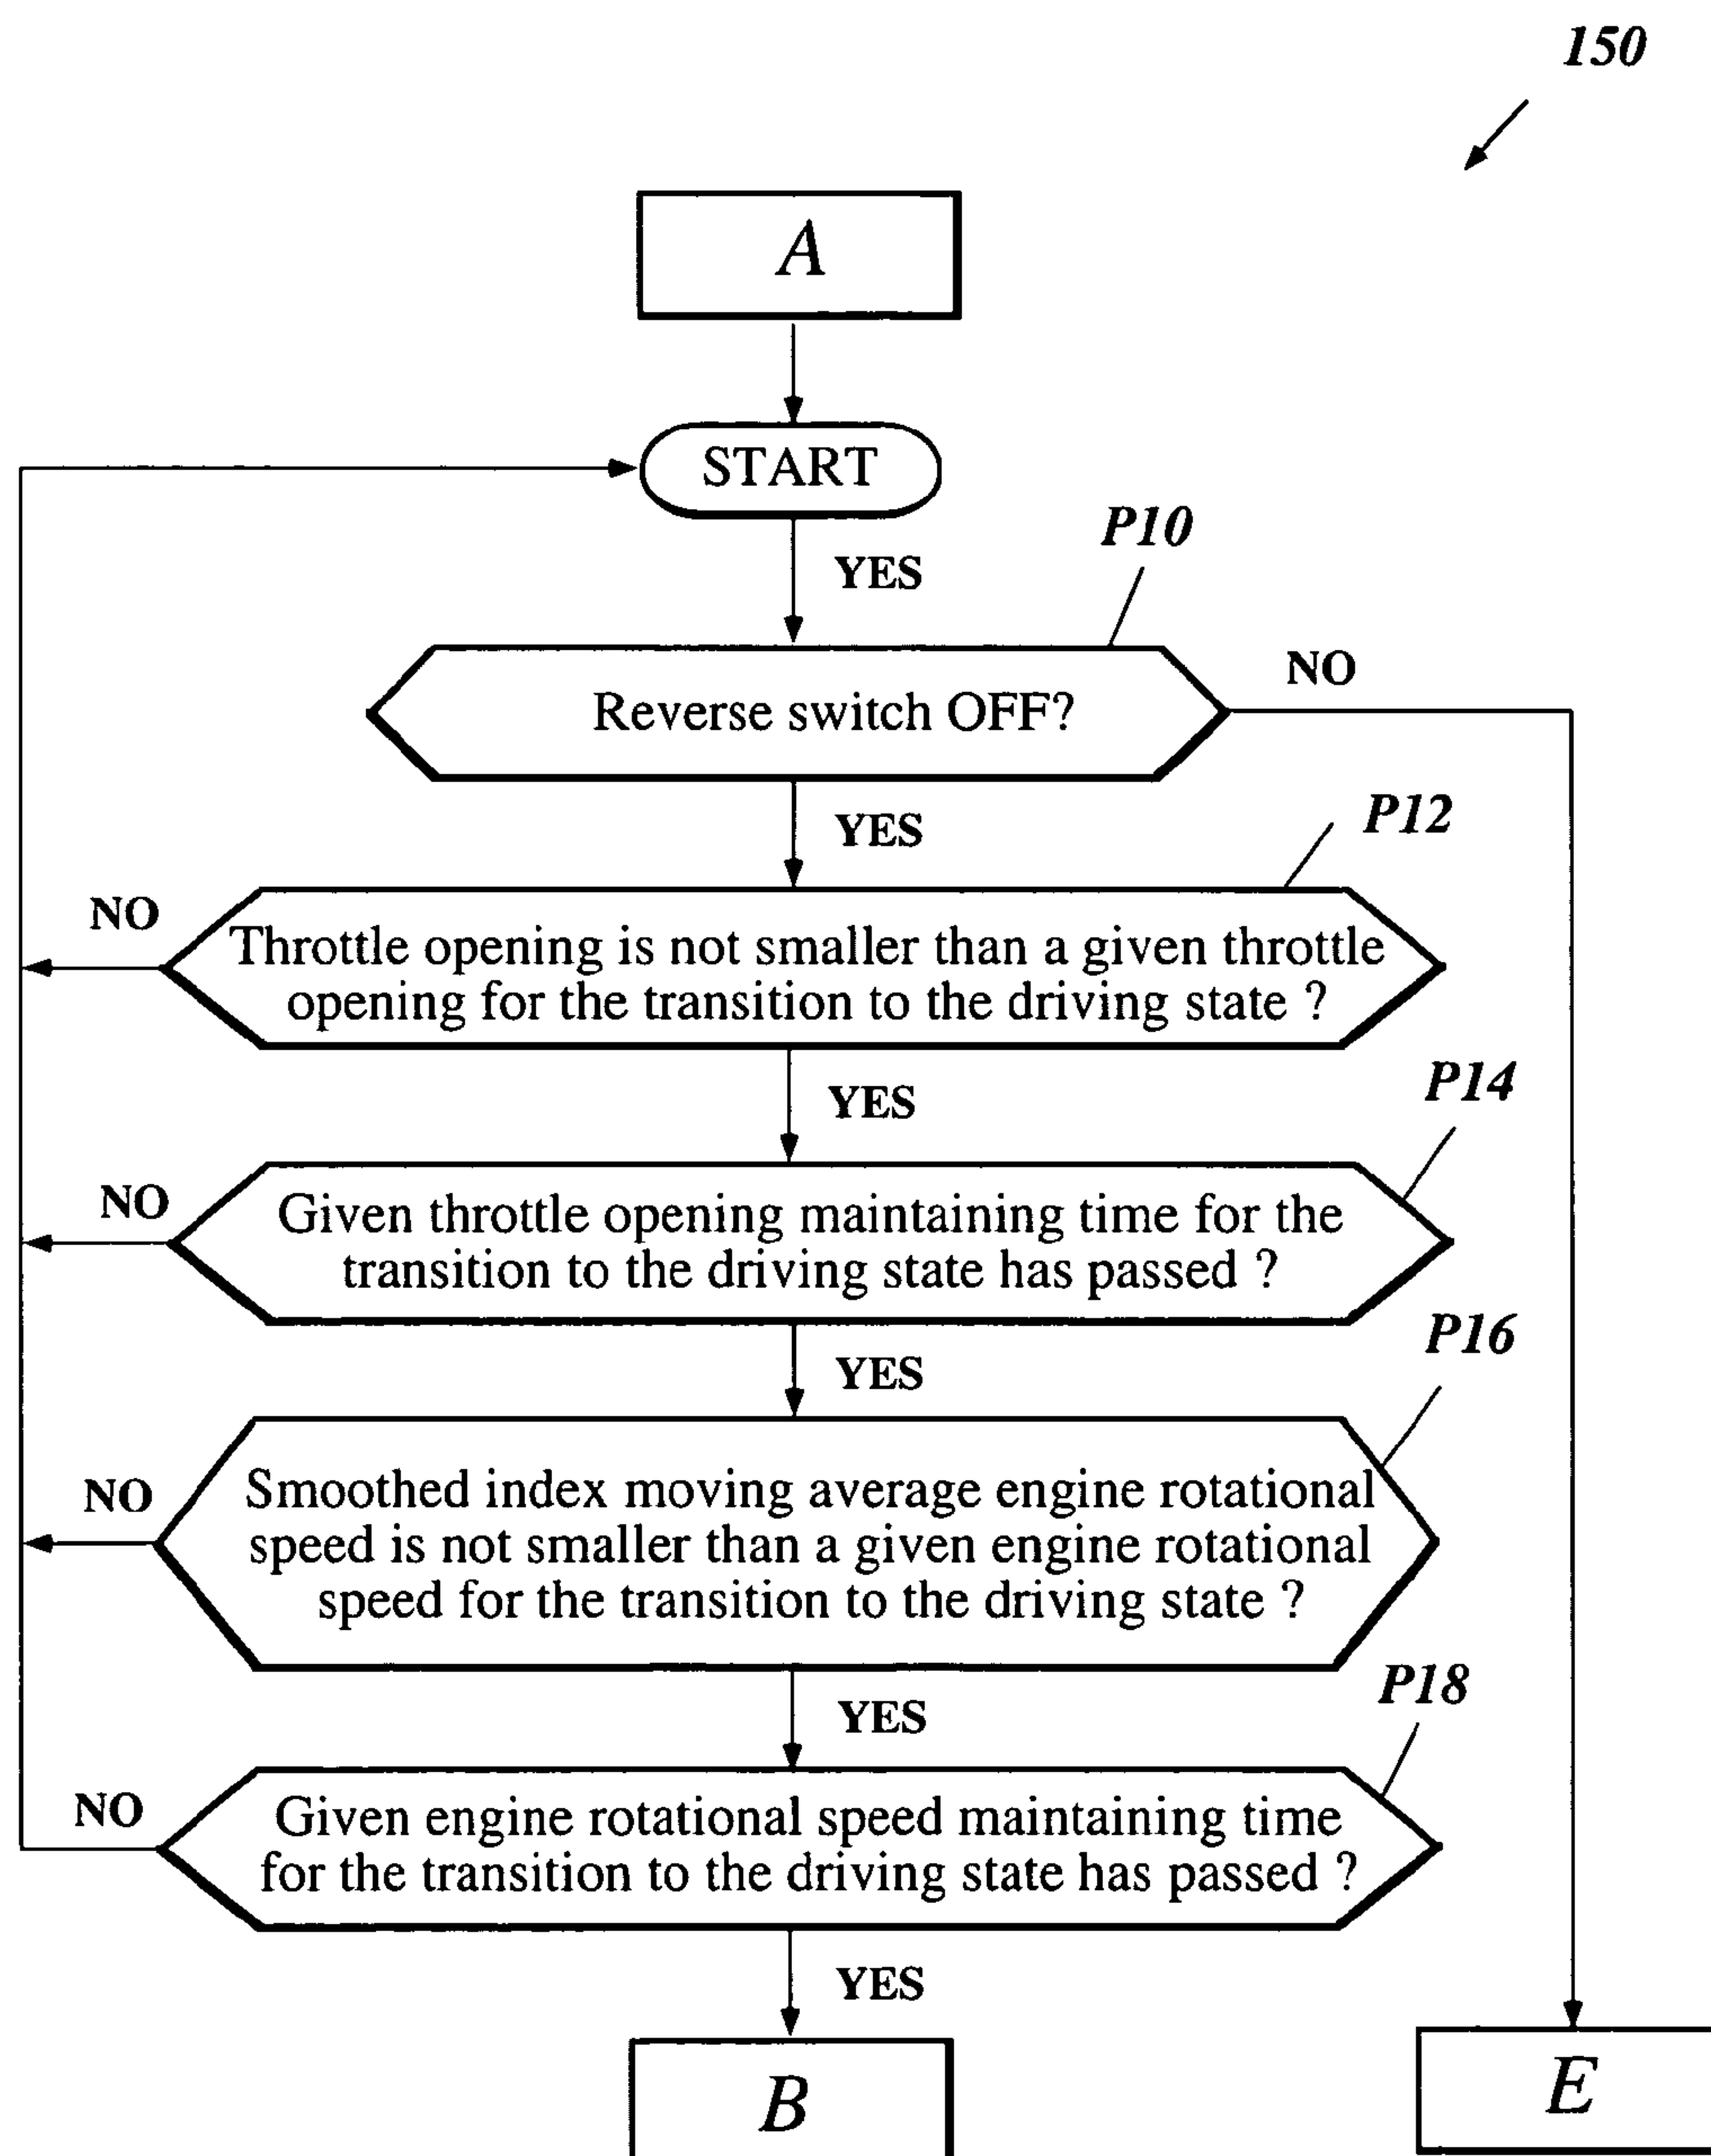 150
A
START
YES
P10
Reverse switch OFF?
NO
YES
P12
NO
Throttle opening is not smaller than a given throttle
opening for the transition to the driving state ?
YES
P14
NO
Given throttle opening maintaining time for the
transition to the driving state has passed ?
YES
P16
NO
Smoothed index moving average engine rotational
speed is not smaller than a given engine rotational
speed for the transition to the driving state ?
YES
P18
NO
Given engine rotational speed maintaining time
for the transition to the driving state has passed ?
YES
B
E